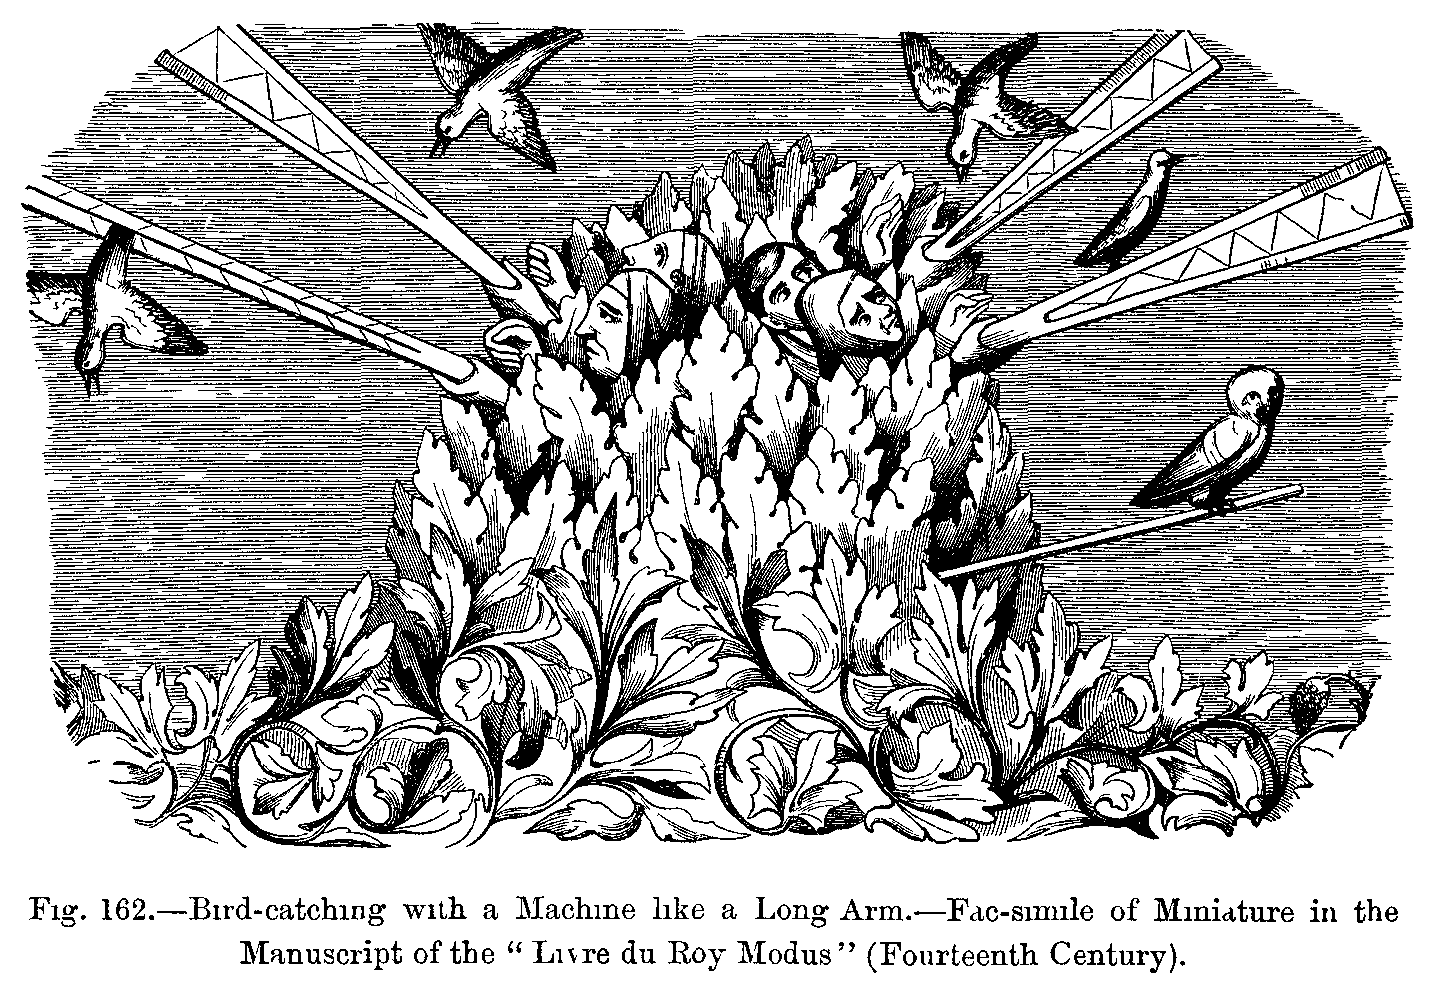 Fig. 162.—Bird-catching with a Machine like a Long Arm.—Fac-simile of Miniature in the
Manuscript of the “ Livre du Roy Modus ” (Fourteenth Century).